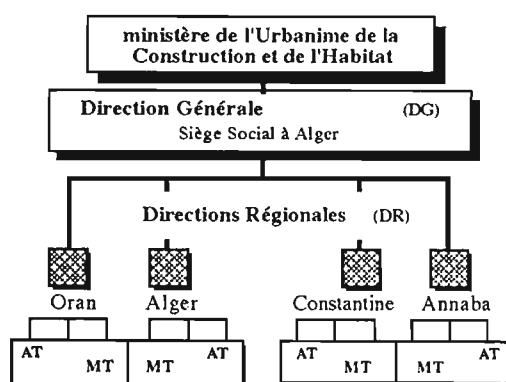 ministère de l'Urbanime de la
Construction et de l'Habitat
Direction Générale (DG)
Siège Social à Alger
Directions Régionales (DR)
Oran Alger Constantine Annaba
AT MT MT AT AT MT MT AT